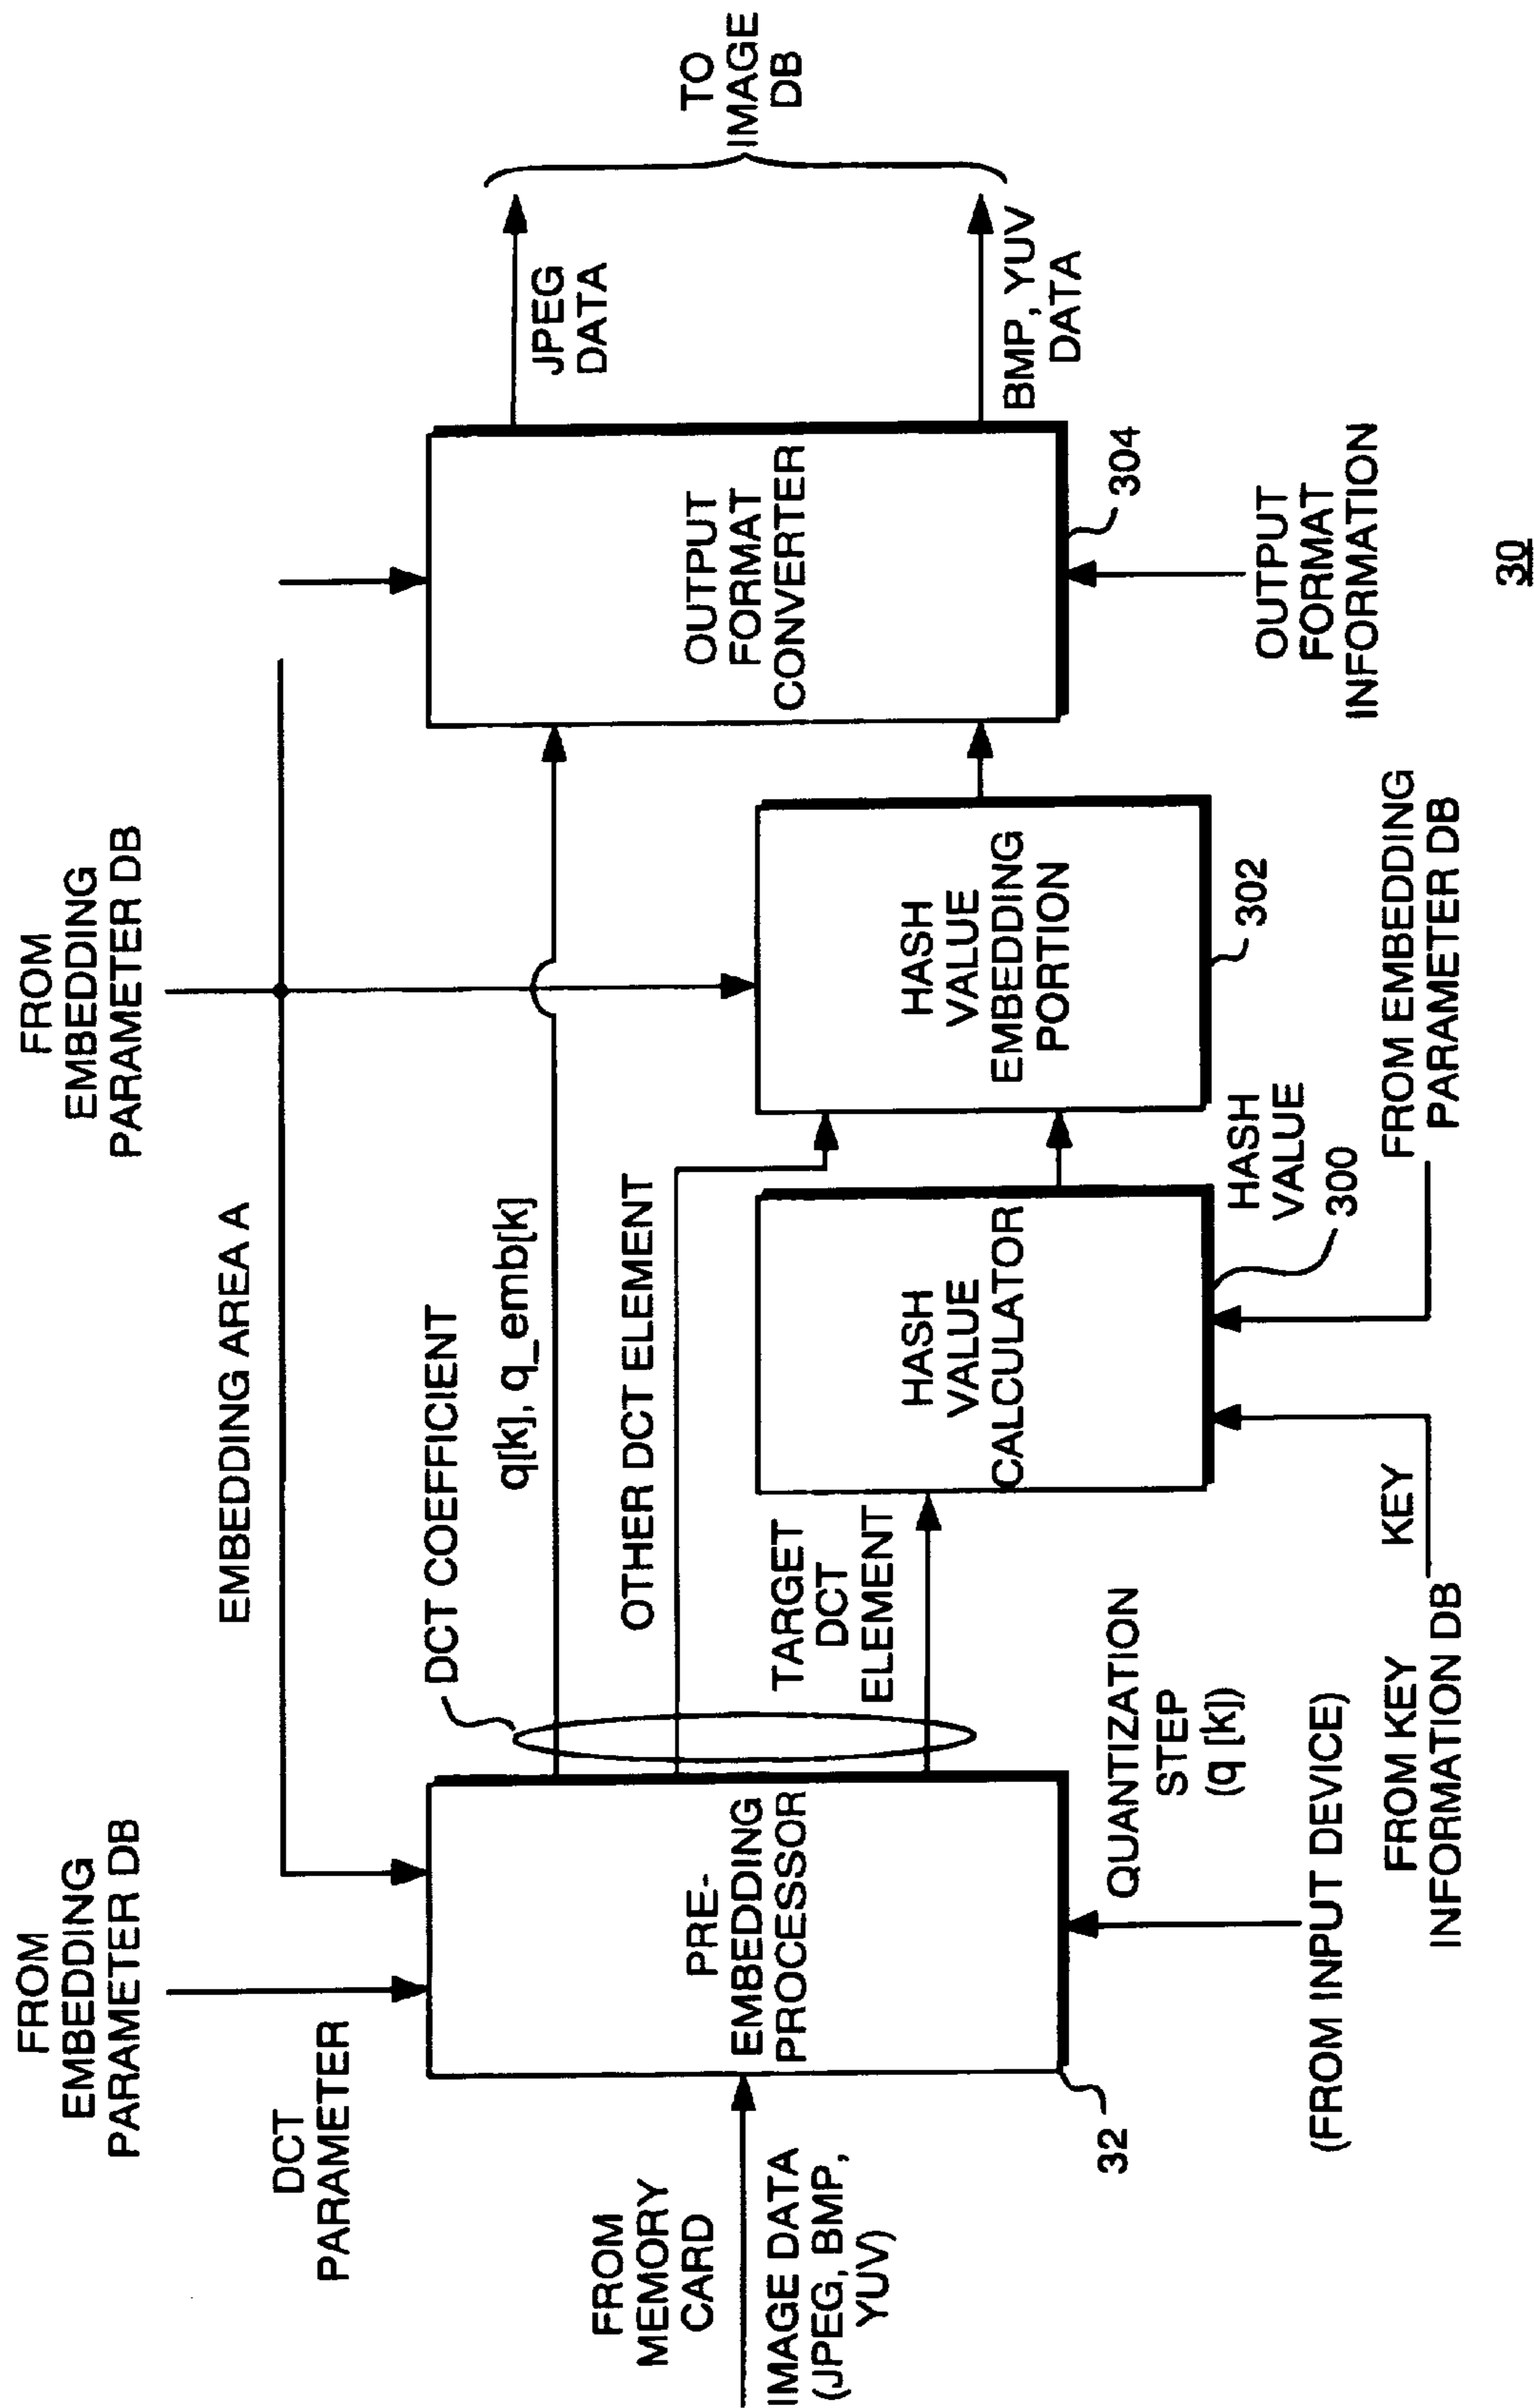 FROM
EMBEDDING
PARAMETER DB
FROM
EMBEDDING
PARAMETER DB
DCT
PARAMETER
EMBEDDING AREA A
FROM
MEMORY
CARD
IMAGE DATA
(JPEG, BMP,
YUV)
PRE-
EMBEDDING
PROCESSOR
32
DCT COEFFICIENT
q[k], q_emb[k]
OTHER DCT ELEMENT
TARGET
DCT
ELEMENT
QUANTIZATION
STEP
(q [k])
(FROM INPUT DEVICE)
HASH
VALUE
CALCULATOR
300
HASH
VALUE
KEY
FROM KEY
INFORMATION DB
FROM EMBEDDING
PARAMETER DB
HASH
VALUE
EMBEDDING
PORTION
302
OUTPUT
FORMAT
CONVERTER
304
OUTPUT
FORMAT
INFORMATION
JPEG
DATA
BMP, YUV
DATA
TO
IMAGE
DB
30